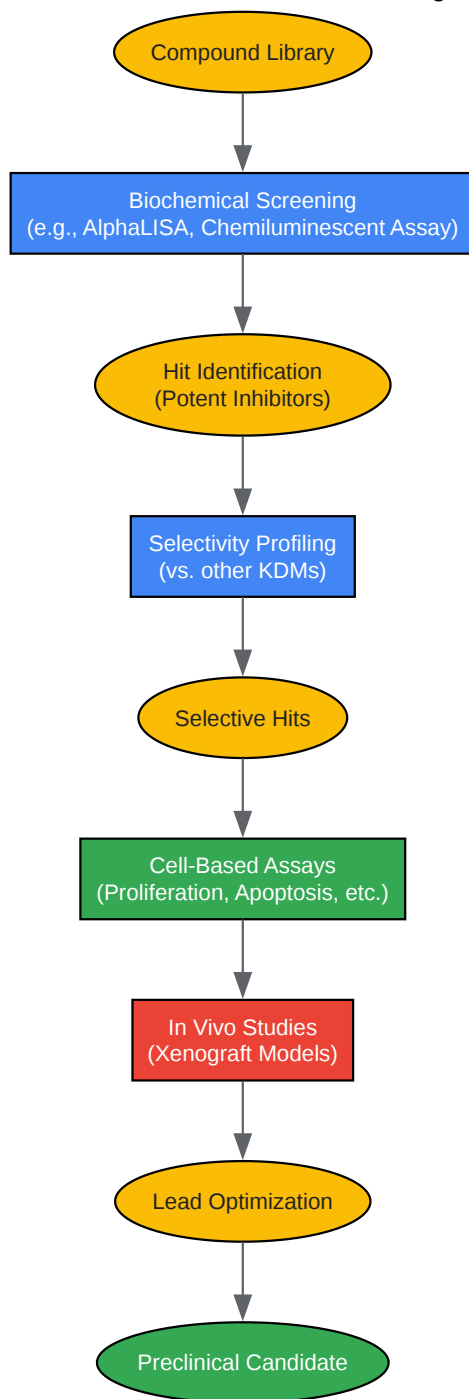 Compound Library
Biochemical Screening
(e.g., AlphaLISA, Chemiluminescent Assay)
Hit Identification
(Potent Inhibitors)
Selectivity Profiling
(vs. other KDMs)
Selective Hits
Cell-Based Assays
(Proliferation, Apoptosis, etc.)
In Vivo Studies
(Xenograft Models)
Lead Optimization
Preclinical Candidate